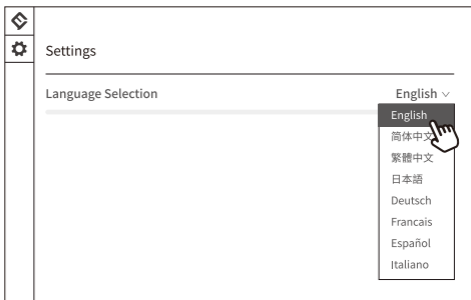 Settings
Language Selection
English
English
简体中文
繁體中文
日本語
Deutsch
Francais
Español
Italiano